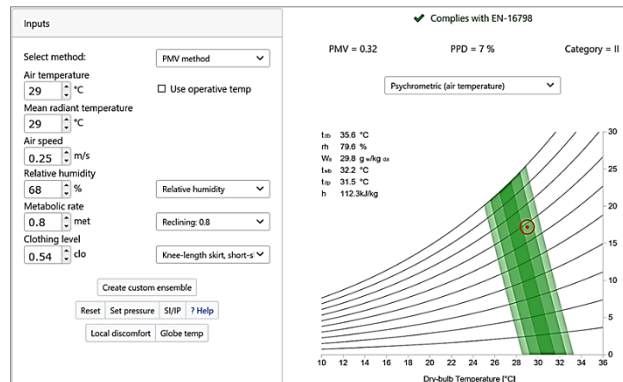 Inputs
Select method:
PMV method
Air temperature
29 °C
Use operative temp
Mean radiant temperature
29 °C
Air speed
0.25 m/s
Relative humidity
68 %
Relative humidity
Metabolic rate
0.8 met
Reclining: 0.8
Clothing level
0.54 clo
Knee-length skirt, short-s
Create custom ensemble
Reset Set pressure SI/IP ? Help
Local discomfort Globe temp
✔ Complies with EN-16798
PMV = 0.32 PPD = 7 % Category = II
Psychrometric (air temperature)
tdb 35.6 °C
rh 79.6 %
Wa 29.8 g w/kg da
twb 32.2 °C
tdp 31.5 °C
h 112.3kJ/kg
30
25
20
15
10
5
0
10 12 14 16 18 20 22 24 26 28 30 32 34 36
Dry-bulb Temperature [°C]